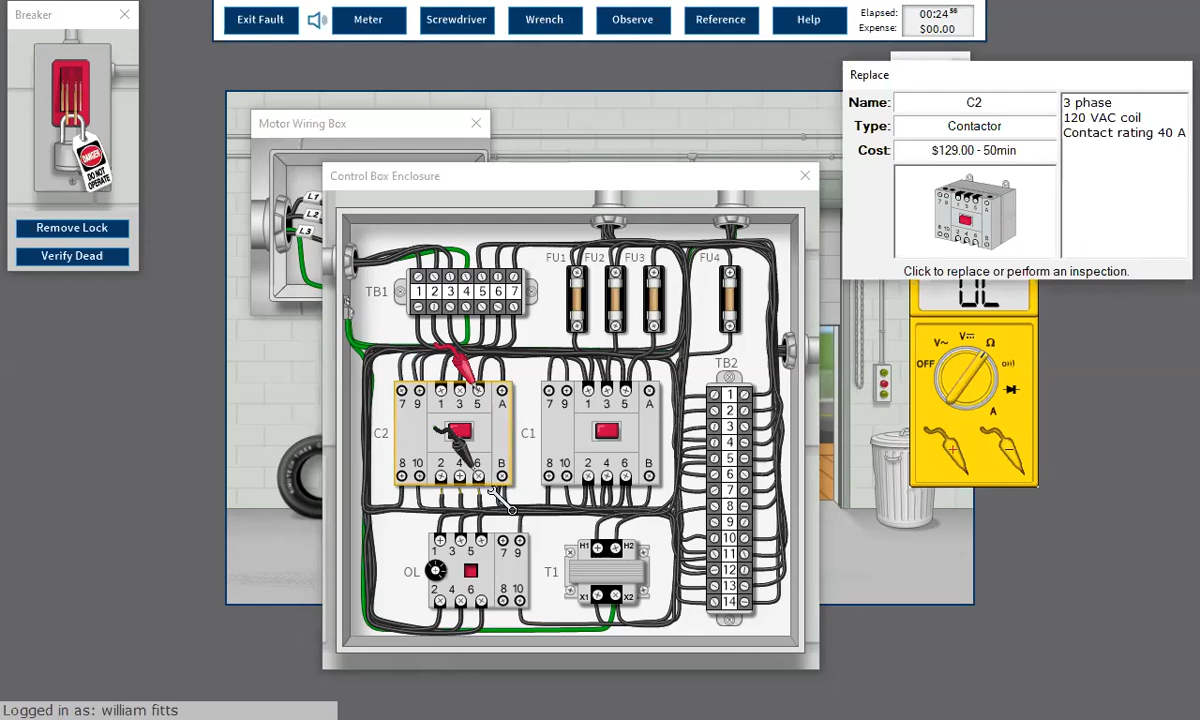 Breaker
DANGER
DO NOT
OPERATE
Remove Lock
Verify Dead
Exit Fault
Meter
Screwdriver
Wrench
Observe
Reference
Help
Elapsed: 00:24 55
Expense: $00.00
Motor Wiring Box
L1
L2
L3
Control Box Enclosure
FU1 FU2 FU3 FU4
TB1 1 2 3 4 5 6 7
TB2
7 9 1 3 5 A
C2
8 10 2 4 6 B
7 9 1 3 5 A
C1
8 10 2 4 6 B
1 3 5 7 9
OL
2 4 6 8 10
H1 H2
T1
X1 X2
1
2
3
4
5
6
7
8
9
10
11
12
13
14
Replace
Name: C2
Type: Contactor
Cost: $129.00 - 50min
3 phase
120 VAC coil
Contact rating 40 A
Click to replace or perform an inspection.
OL
OFF V~ V Ω
A
Logged in as: william fitts